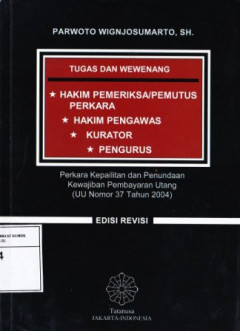 PARWOTO WIGNJOSUMARTO, SH.
TUGAS DAN WEWENANG
★ HAKIM PEMERIKSA/PEMUTUS
PERKARA
★ HAKIM PENGAWAS
★ KURATOR
★ PENGURUS
Perkara Kepailitan dan Penundaan
Kewajiban Pembayaran Utang
(UU Nomor 37 Tahun 2004)
EDISI REVISI
4
Tatanusa
JAKARTA-INDONESIA